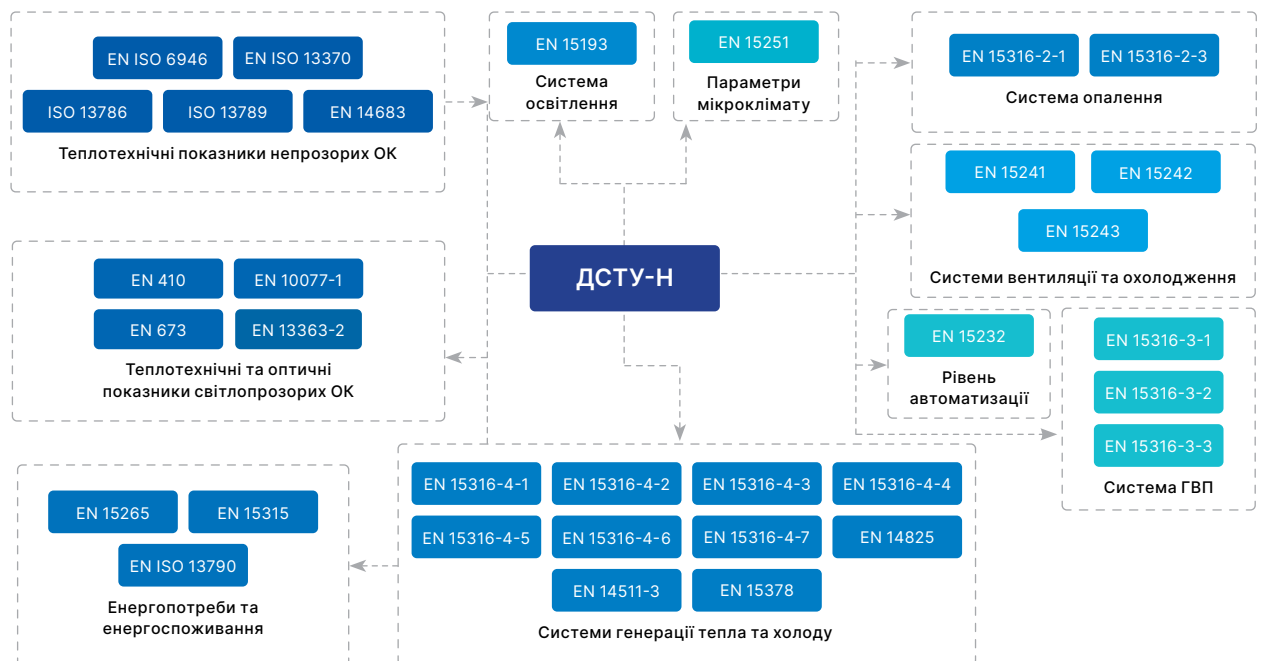 EN ISO 6946
EN ISO 13370
ISO 13786
ISO 13789
EN 14683
Теплотехнічні показники непрозорих ОК
EN 15193
Система
освітлення
EN 15251
Параметри
мікроклімату
EN 15316-2-1
EN 15316-2-3
Система опалення
EN 15241
EN 15242
EN 15243
Системи вентиляції та охолодження
EN 410
EN 10077-1
EN 673
EN 13363-2
Теплотехнічні та оптичні
показники світлопрозорих ОК
ДСТУ-Н
EN 15232
Рівень
автоматизації
EN 15316-3-1
EN 15316-3-2
EN 15316-3-3
Система ГВП
EN 15265
EN 15315
EN ISO 13790
Енергопотреби та
енергоспоживання
EN 15316-4-1
EN 15316-4-2
EN 15316-4-3
EN 15316-4-4
EN 15316-4-5
EN 15316-4-6
EN 15316-4-7
EN 14825
EN 14511-3
EN 15378
Системи генерації тепла та холоду